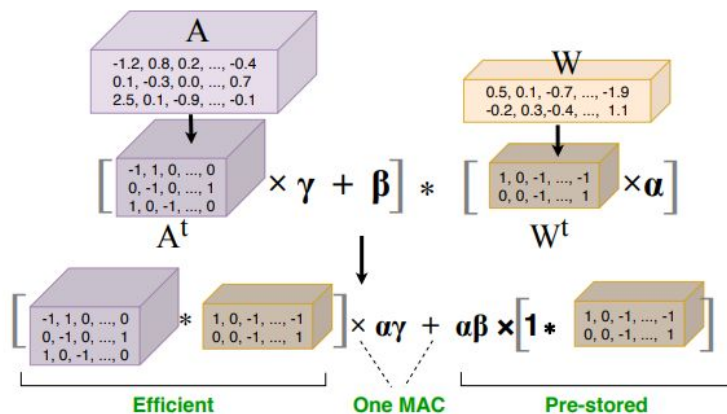 A
-1.2, 0.8, 0.2, ..., -0.4
0.1, -0.3, 0.0, ..., 0.7
2.5, 0.1, -0.9, ..., -0.1
W
0.5, 0.1, -0.7, ..., -1.9
-0.2, 0.3,-0.4, ..., 1.1
[ -1, 1, 0, ..., 0
0, -1, 0, ..., 1
1, 0, -1, ..., 0
× γ + β ] * [
1, 0, -1, ..., -1
0, 0, -1, ..., 1
×α ]
Aᵗ
Wᵗ
[ -1, 1, 0, ..., 0
0, -1, 0, ..., 1
1, 0, -1, ..., 0
*
1, 0, -1, ..., -1
0, 0, -1, ..., 1
] × αγ + αβ × [ 1 *
1, 0, -1, ..., -1
0, 0, -1, ..., 1
]
Efficient
One MAC
Pre-stored